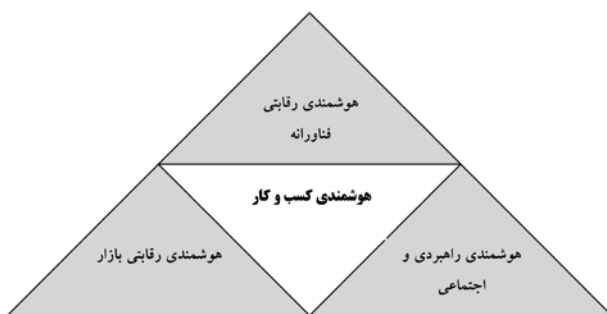 هوشمندی رقابتی
فناورانه
هوشمندی کسب و کار
هوشمندی راهبردی و
اجتماعی
هوشمندی رقابتی بازار